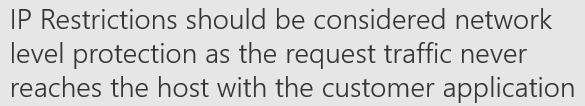 IP Restrictions should be considered network
level protection as the request traffic never
reaches the host with the customer application